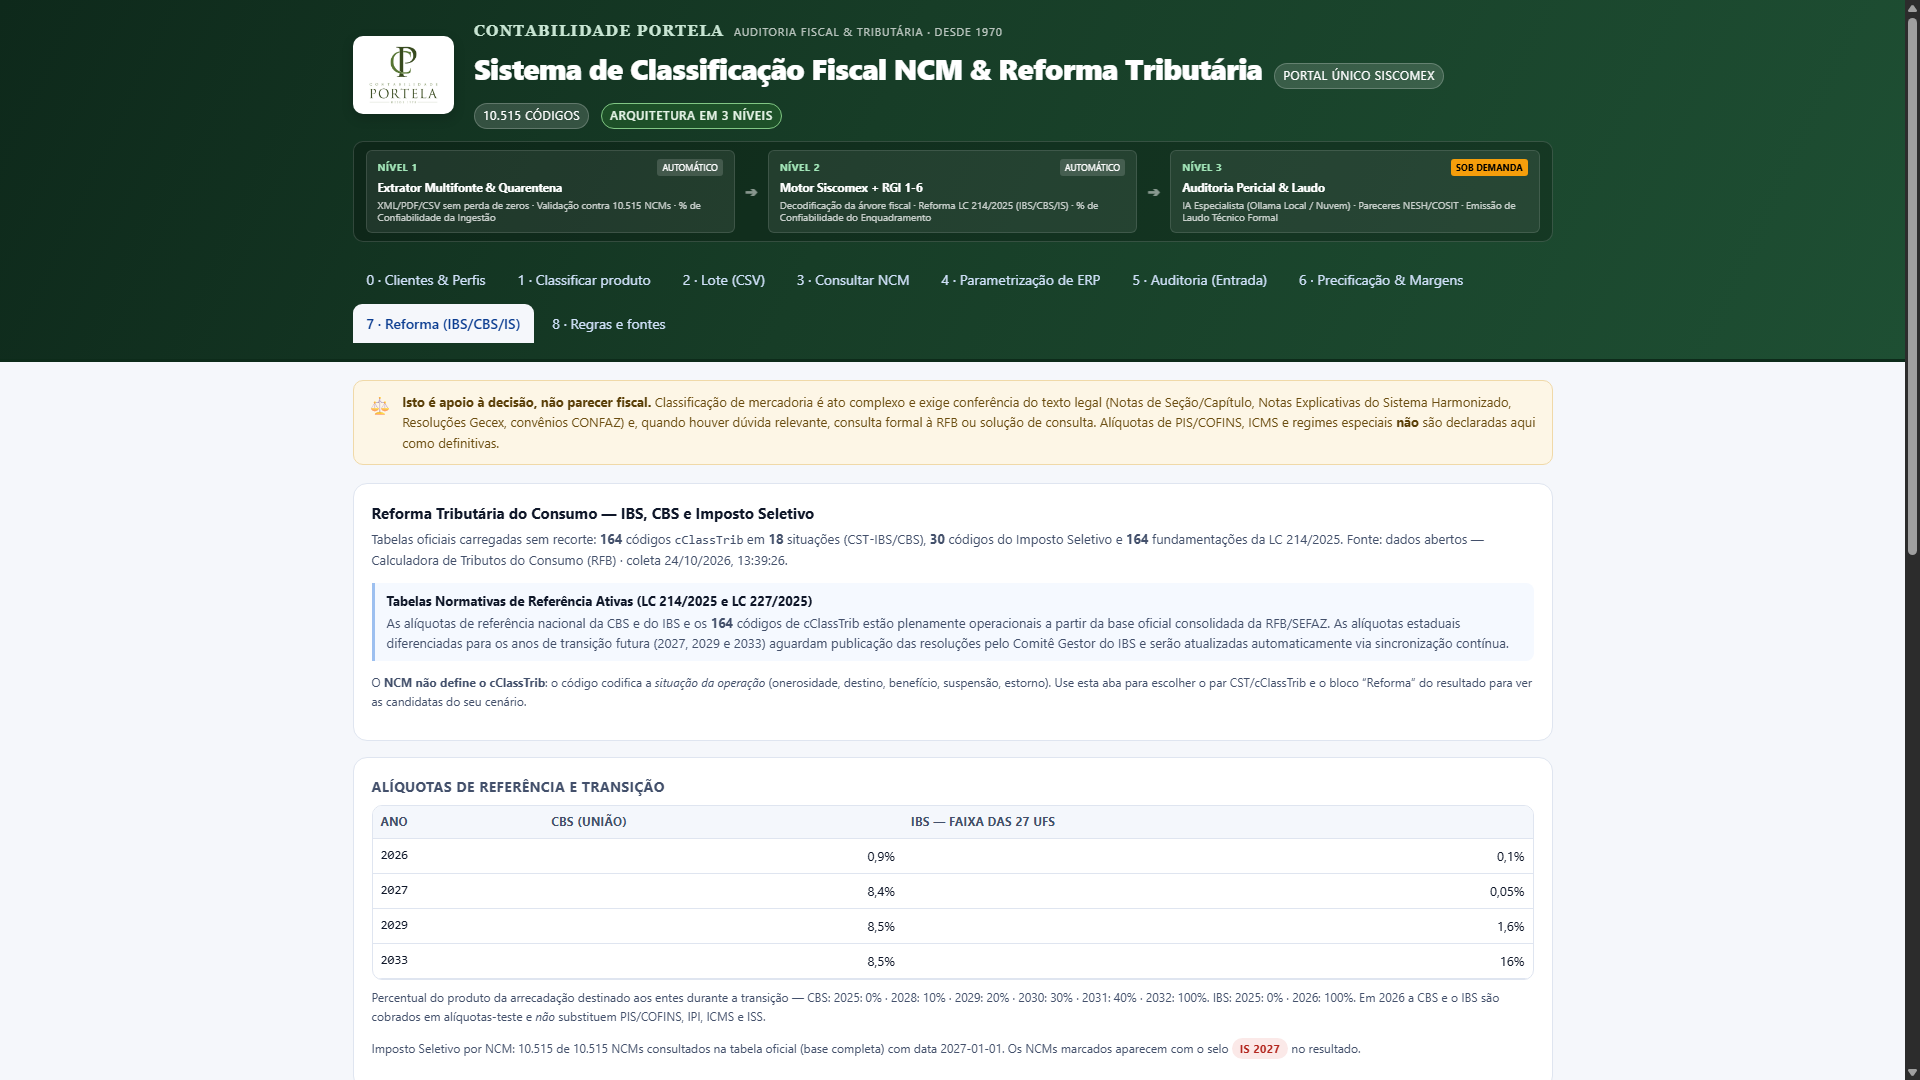 CONTABILIDADE PORTELA AUDITORIA FISCAL & TRIBUTÁRIA · DESDE 1970
CP
CONTABILIDADE
PORTELA
Sistema de Classificação Fiscal NCM & Reforma Tributária PORTAL ÚNICO SISCOMEX
10.515 CÓDIGOS ARQUITETURA EM 3 NÍVEIS
NÍVEL 1 AUTOMÁTICO
Extrator Multifonte & Quarentena
XML/PDF/CSV sem perda de zeros · Validação contra 10.515 NCMs · % de
Confiabilidade da Ingestão
➔
NÍVEL 2 AUTOMÁTICO
Motor Siscomex + RGI 1-6
Decodificação da árvore fiscal · Reforma LC 214/2025 (IBS/CBS/IS) · % de
Confiabilidade do Enquadramento
➔
NÍVEL 3 SOB DEMANDA
Auditoria Pericial & Laudo
IA Especialista (Ollama Local / Nuvem) · Pareceres NESH/COSIT · Emissão de
Laudo Técnico Formal
0 · Clientes & Perfis 1 · Classificar produto 2 · Lote (CSV) 3 · Consultar NCM 4 · Parametrização de ERP 5 · Auditoria (Entrada) 6 · Precificação & Margens
7 · Reforma (IBS/CBS/IS) 8 · Regras e fontes
Isto é apoio à decisão, não parecer fiscal. Classificação de mercadoria é ato complexo e exige conferência do texto legal (Notas de Seção/Capítulo, Notas Explicativas do Sistema Harmonizado,
Resoluções Gecex, convênios CONFAZ) e, quando houver dúvida relevante, consulta formal à RFB ou solução de consulta. Alíquotas de PIS/COFINS, ICMS e regimes especiais não são declaradas aqui
como definitivas.
Reforma Tributária do Consumo — IBS, CBS e Imposto Seletivo
Tabelas oficiais carregadas sem recorte: 164 códigos cClassTrib em 18 situações (CST-IBS/CBS), 30 códigos do Imposto Seletivo e 164 fundamentações da LC 214/2025. Fonte: dados abertos —
Calculadora de Tributos do Consumo (RFB) · coleta 24/10/2026, 13:39:26.
Tabelas Normativas de Referência Ativas (LC 214/2025 e LC 227/2025)
As alíquotas de referência nacional da CBS e do IBS e os 164 códigos de cClassTrib estão plenamente operacionais a partir da base oficial consolidada da RFB/SEFAZ. As alíquotas estaduais
diferenciadas para os anos de transição futura (2027, 2029 e 2033) aguardam publicação das resoluções pelo Comitê Gestor do IBS e serão atualizadas automaticamente via sincronização contínua.
O NCM não define o cClassTrib: o código codifica a situação da operação (onerosidade, destino, benefício, suspensão, estorno). Use esta aba para escolher o par CST/cClassTrib e o bloco “Reforma” do resultado para ver
as candidatas do seu cenário.
ALÍQUOTAS DE REFERÊNCIA E TRANSIÇÃO
ANO CBS (UNIÃO) IBS — FAIXA DAS 27 UFS
2026 0,9% 0,1%
2027 8,4% 0,05%
2029 8,5% 1,6%
2033 8,5% 16%
Percentual do produto da arrecadação destinado aos entes durante a transição — CBS: 2025: 0% · 2028: 10% · 2029: 20% · 2030: 30% · 2031: 40% · 2032: 100%. IBS: 2025: 0% · 2026: 100%. Em 2026 a CBS e o IBS são
cobrados em alíquotas-teste e não substituem PIS/COFINS, IPI, ICMS e ISS.
Imposto Seletivo por NCM: 10.515 de 10.515 NCMs consultados na tabela oficial (base completa) com data 2027-01-01. Os NCMs marcados aparecem com o selo IS 2027 no resultado.